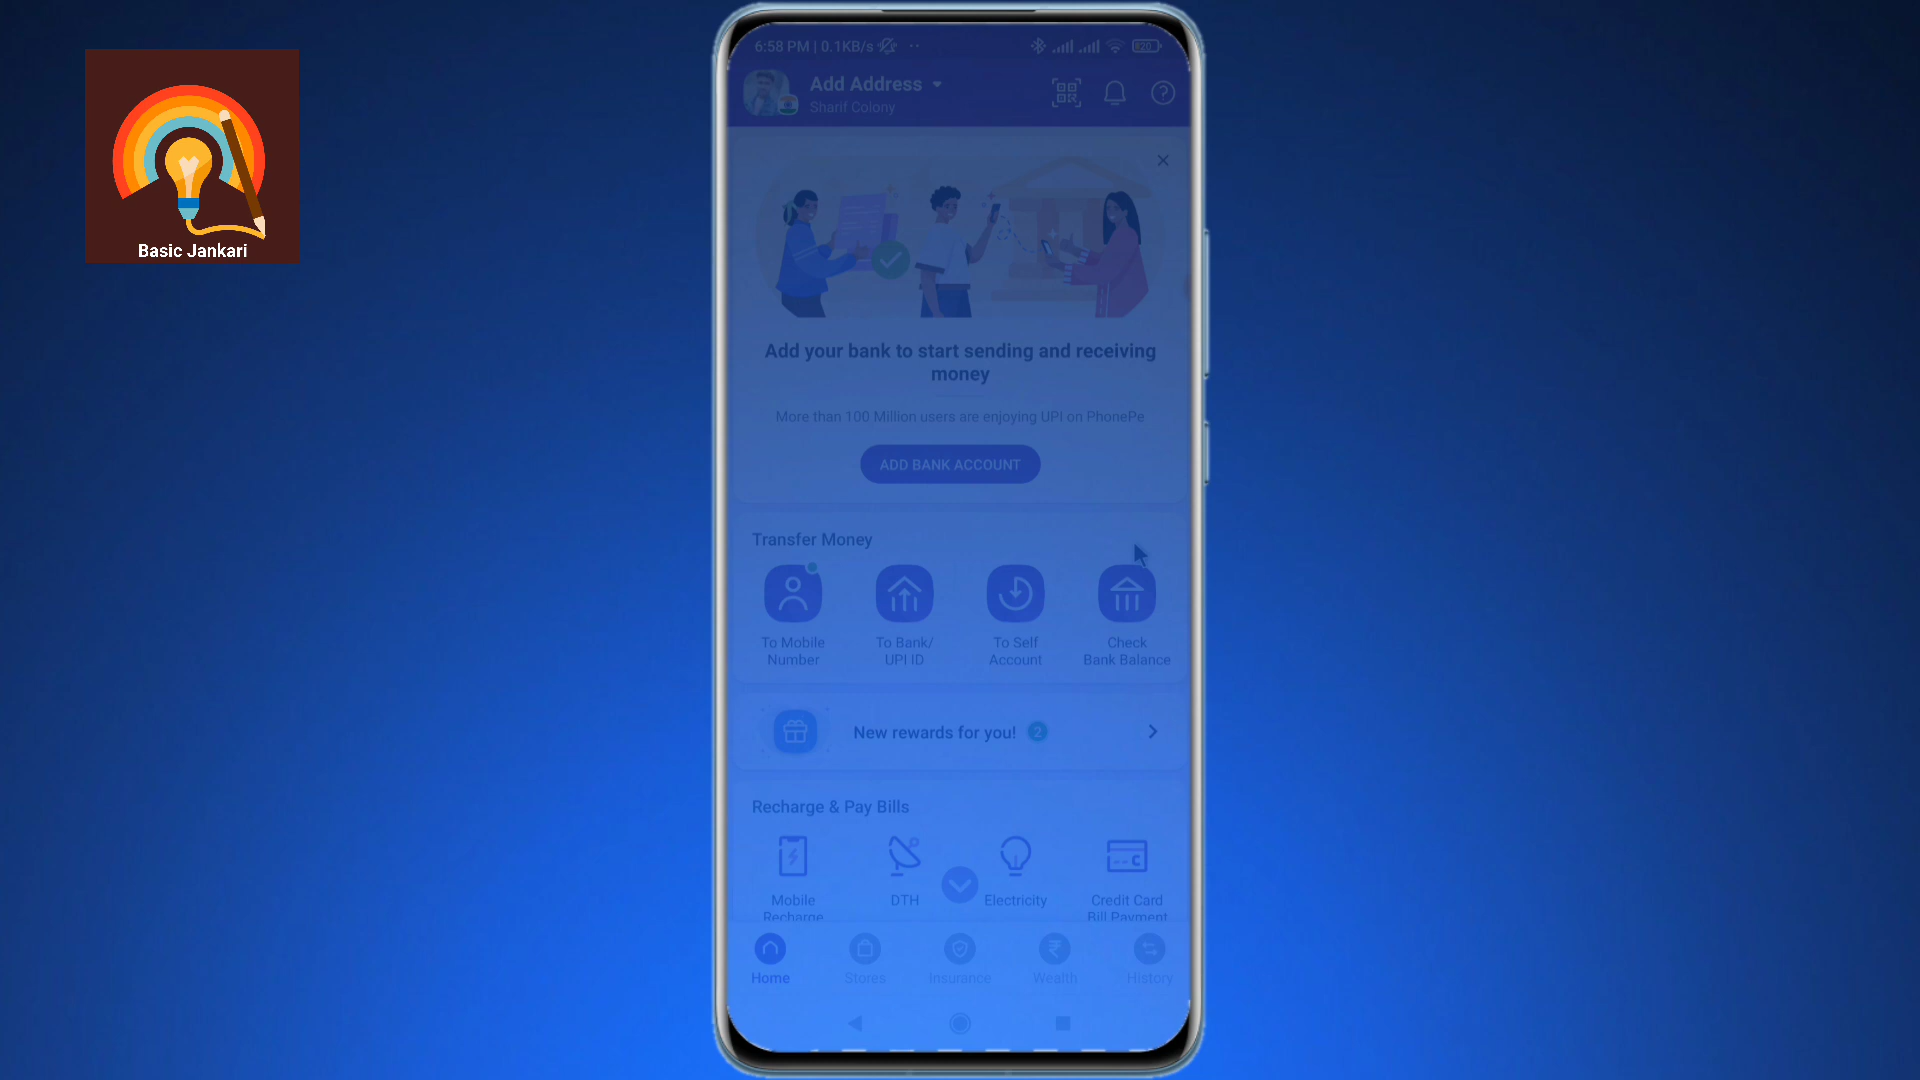 Basic Jankari
6:58 PM | 0.1KB/s
20
Add Address
Sharif Colony
Add your bank to start sending and receiving
money
More than 100 Million users are enjoying UPI on PhonePe
ADD BANK ACCOUNT
Transfer Money
To Mobile
Number
To Bank/
UPI ID
To Self
Account
Check
Bank Balance
New rewards for you! 2
Recharge & Pay Bills
Mobile
Recharge
DTH
Electricity
Credit Card
Bill Payment
Home
Stores
Insurance
Wealth
History